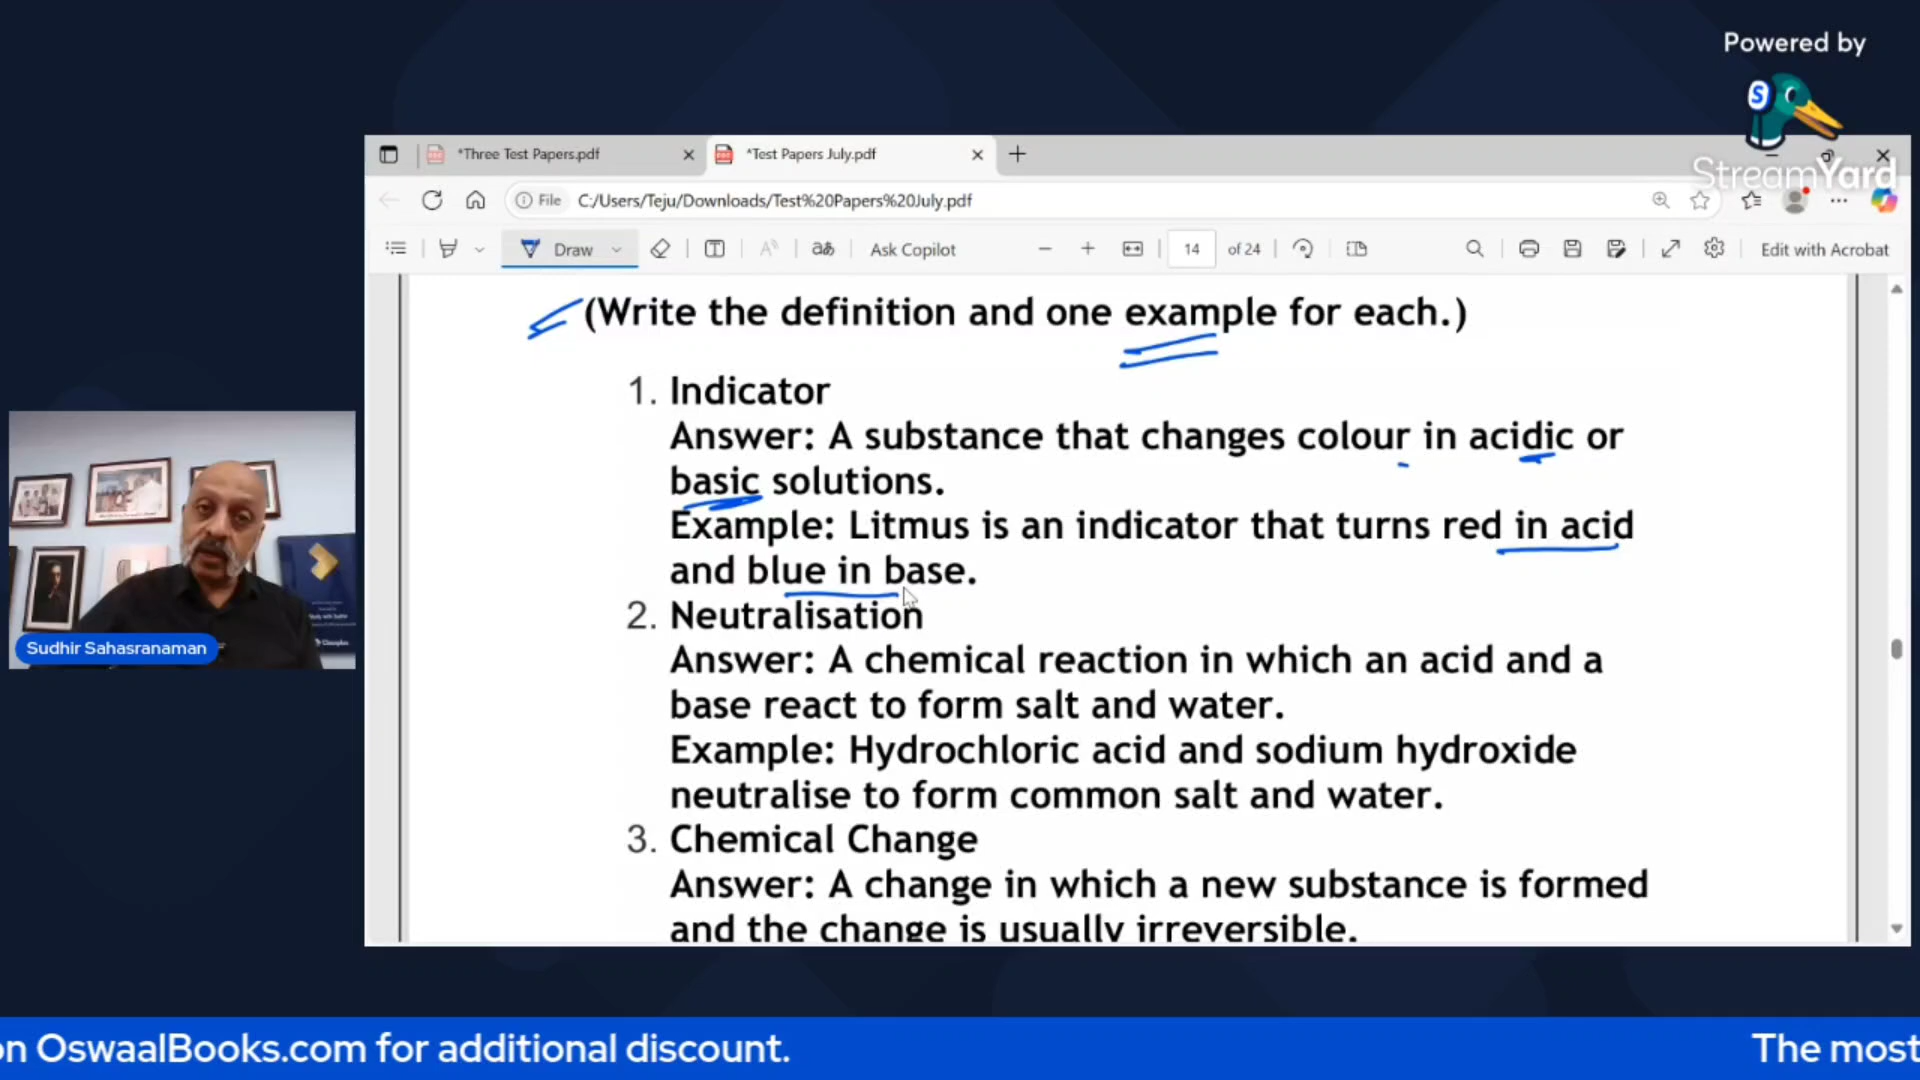 Powered by
StreamYard
*Three Test Papers.pdf
*Test Papers July.pdf
File
C:/Users/Teju/Downloads/Test%20Papers%20July.pdf
Draw
Ask Copilot
14
of 24
Edit with Acrobat
(Write the definition and one example for each.)
1. Indicator
Answer: A substance that changes colour in acidic or
basic solutions.
Example: Litmus is an indicator that turns red in acid
and blue in base.
2. Neutralisation
Answer: A chemical reaction in which an acid and a
base react to form salt and water.
Example: Hydrochloric acid and sodium hydroxide
neutralise to form common salt and water.
3. Chemical Change
Answer: A change in which a new substance is formed
and the change is usually irreversible.
Sudhir Sahasranaman
on OswaalBooks.com for additional discount.
The most